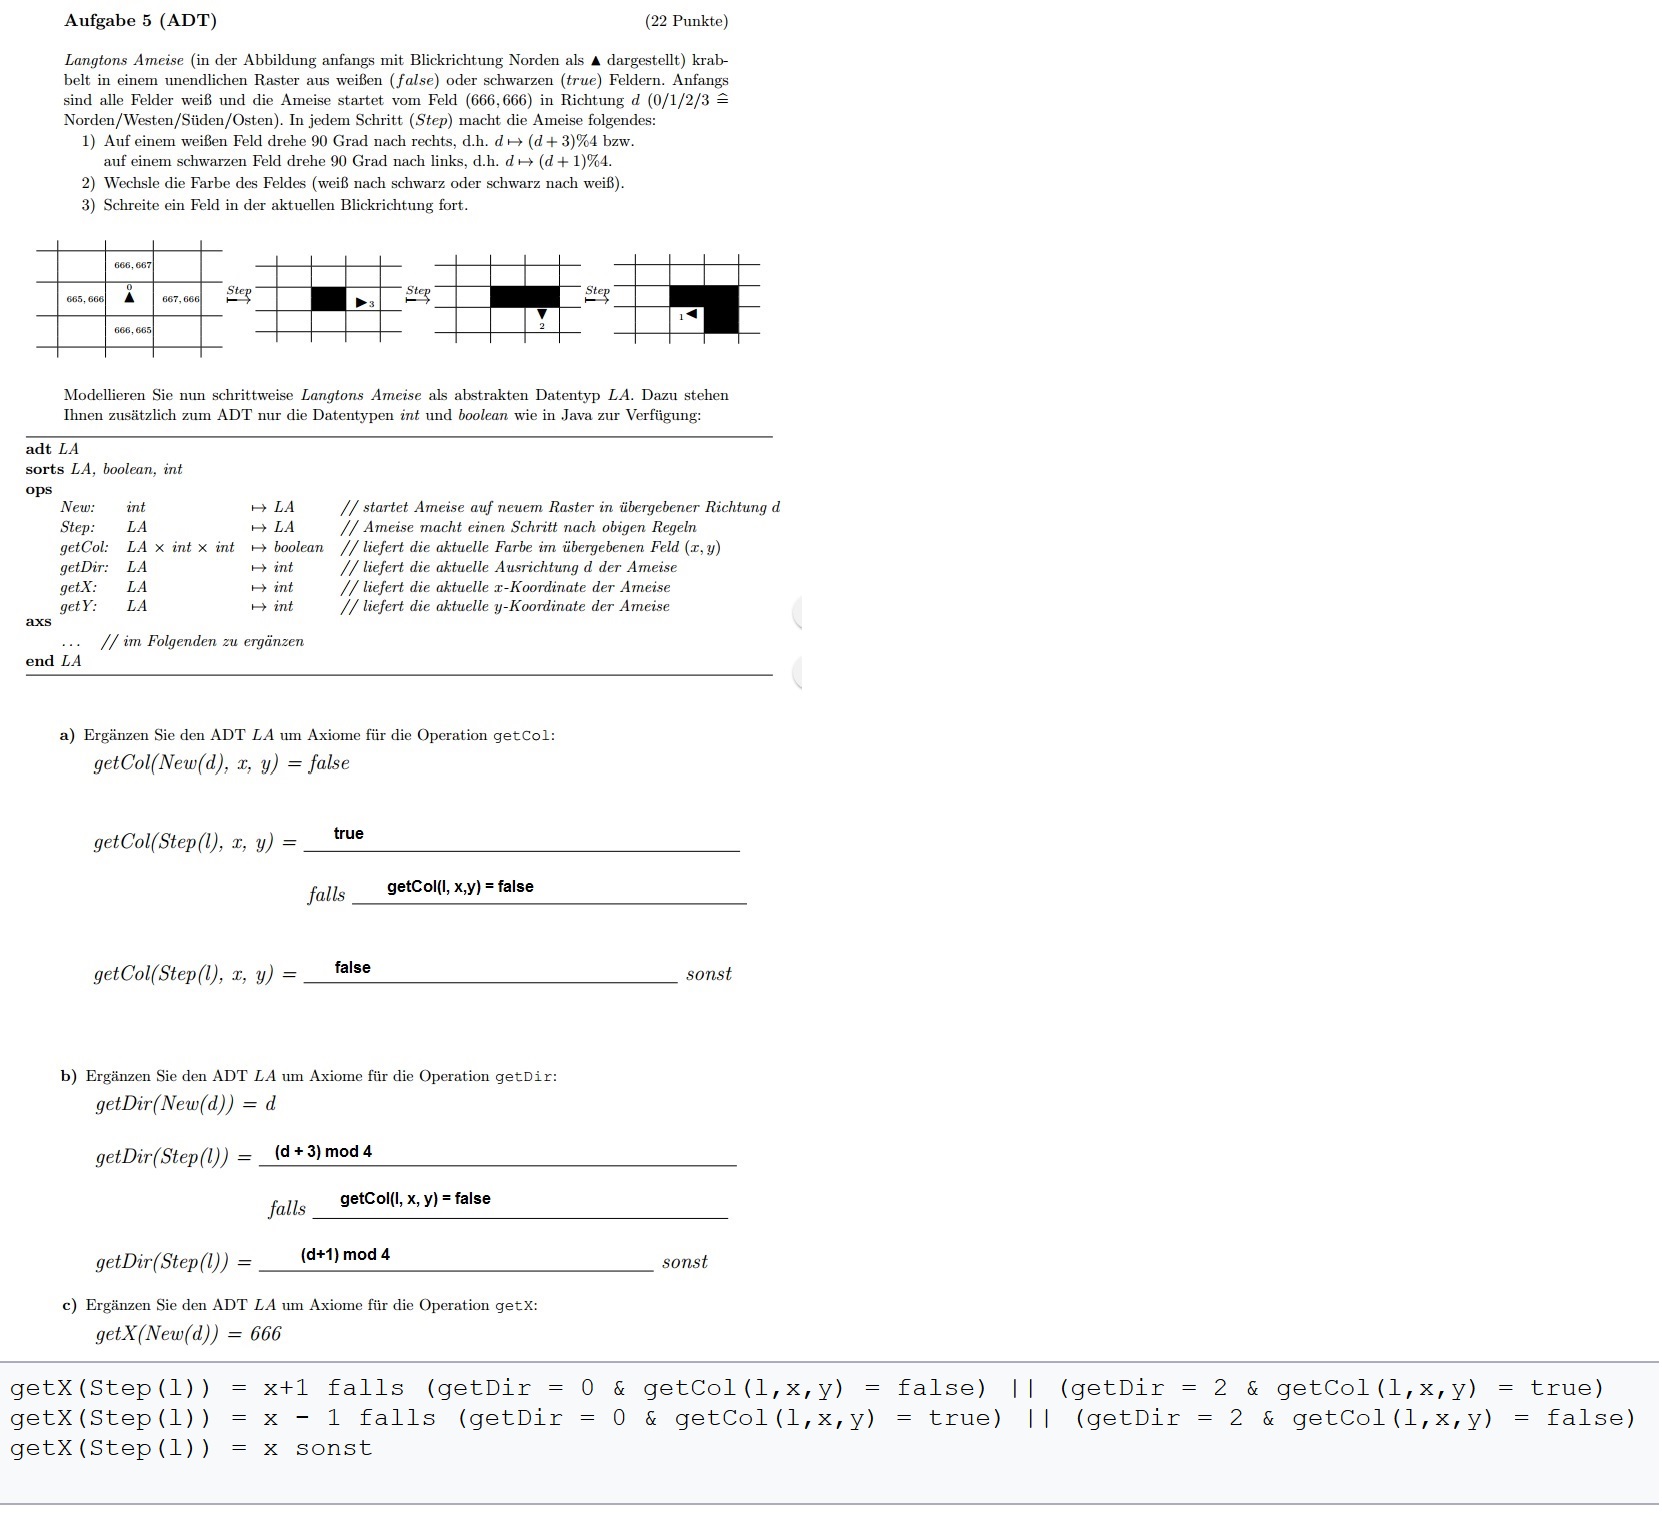 Aufgabe 5 (ADT) (22 Punkte)
Langtons Ameise (in der Abbildung anfangs mit Blickrichtung Norden als ▲ dargestellt) krab-
belt in einem unendlichen Raster aus weißen (false) oder schwarzen (true) Feldern. Anfangs
sind alle Felder weiß und die Ameise startet vom Feld (666,666) in Richtung d (0/1/2/3 ≙
Norden/Westen/Süden/Osten). In jedem Schritt (Step) macht die Ameise folgendes:
1) Auf einem weißen Feld drehe 90 Grad nach rechts, d.h. d ↦ (d + 3)%4 bzw.
auf einem schwarzen Feld drehe 90 Grad nach links, d.h. d ↦ (d + 1)%4.
2) Wechsle die Farbe des Feldes (weiß nach schwarz oder schwarz nach weiß).
3) Schreite ein Feld in der aktuellen Blickrichtung fort.
666,667
0
665,666 ▲ 667,666
666,665
Step ↦
▶ 3
Step ↦
▼
2
Step ↦
1 ◀
Modellieren Sie nun schrittweise Langtons Ameise als abstrakten Datentyp LA. Dazu stehen
Ihnen zusätzlich zum ADT nur die Datentypen int und boolean wie in Java zur Verfügung:
adt LA
sorts LA, boolean, int
ops
New: int ↦ LA // startet Ameise auf neuem Raster in übergebener Richtung d
Step: LA ↦ LA // Ameise macht einen Schritt nach obigen Regeln
getCol: LA × int × int ↦ boolean // liefert die aktuelle Farbe im übergebenen Feld (x,y)
getDir: LA ↦ int // liefert die aktuelle Ausrichtung d der Ameise
getX: LA ↦ int // liefert die aktuelle x-Koordinate der Ameise
getY: LA ↦ int // liefert die aktuelle y-Koordinate der Ameise
axs
... // im Folgenden zu ergänzen
end LA
a) Ergänzen Sie den ADT LA um Axiome für die Operation getCol:
getCol(New(d), x, y) = false
getCol(Step(l), x, y) = true
falls getCol(l, x,y) = false
getCol(Step(l), x, y) = false sonst
b) Ergänzen Sie den ADT LA um Axiome für die Operation getDir:
getDir(New(d)) = d
getDir(Step(l)) = (d + 3) mod 4
falls getCol(l, x, y) = false
getDir(Step(l)) = (d+1) mod 4 sonst
c) Ergänzen Sie den ADT LA um Axiome für die Operation getX:
getX(New(d)) = 666
getX(Step(l)) = x+1 falls (getDir = 0 & getCol(l,x,y) = false) || (getDir = 2 & getCol(l,x,y) = true)
getX(Step(l)) = x - 1 falls (getDir = 0 & getCol(l,x,y) = true) || (getDir = 2 & getCol(l,x,y) = false)
getX(Step(l)) = x sonst